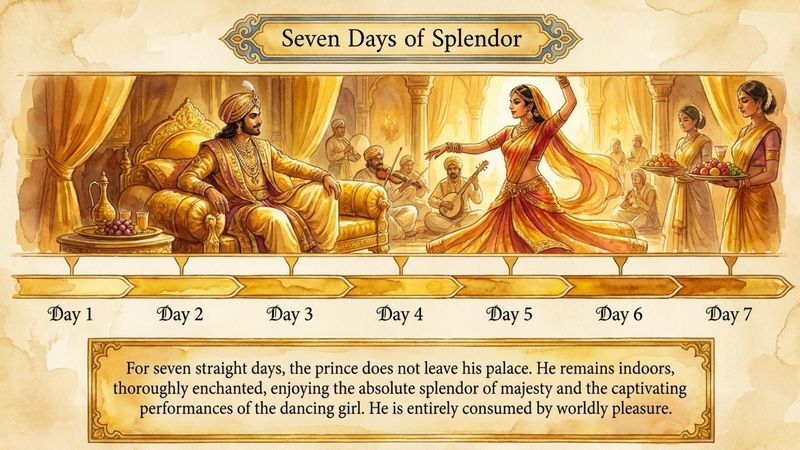 Seven Days of Splendor
Day 1
Day 2
Day 3
Day 4
Day 5
Day 6
Day 7
For seven straight days, the prince does not leave his palace. He remains indoors,
thoroughly enchanted, enjoying the absolute splendor of majesty and the captivating
performances of the dancing girl. He is entirely consumed by worldly pleasure.